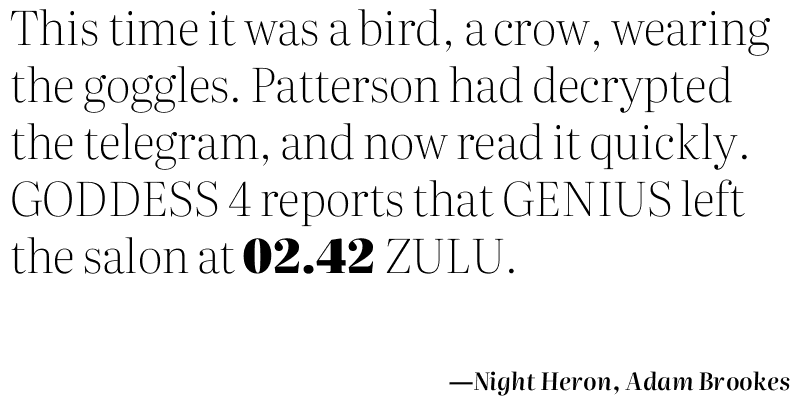 This time it was a bird, a crow, wearing
the goggles. Patterson had decrypted
the telegram, and now read it quickly.
GODDESS 4 reports that GENIUS left
the salon at 02.42 ZULU.
—Night Heron, Adam Brookes